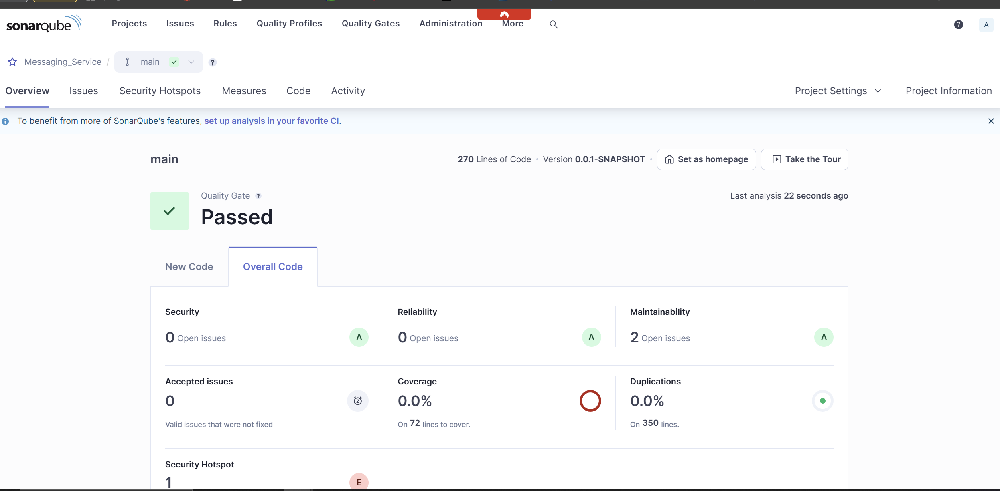 sonarqube
Projects Issues Rules Quality Profiles Quality Gates Administration More
? A
Messaging_Service / main ?
Overview Issues Security Hotspots Measures Code Activity Project Settings Project Information
To benefit from more of SonarQube's features, set up analysis in your favorite CI.
main 270 Lines of Code • Version 0.0.1-SNAPSHOT • Set as homepage Take the Tour
Quality Gate ? Last analysis 22 seconds ago
Passed
New Code Overall Code
Security Reliability Maintainability
0 Open issues A 0 Open issues A 2 Open issues A
Accepted issues Coverage Duplications
0 0.0% 0.0%
Valid issues that were not fixed On 72 lines to cover. On 350 lines.
Security Hotspot
1 E